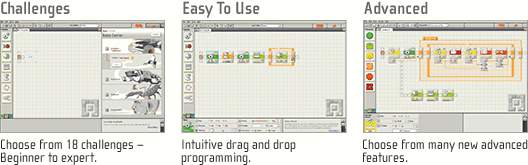 Challenges
Easy To Use
Advanced
Choose from 18 challenges –
Beginner to expert.
Intuitive drag and drop
programming.
Choose from many new advanced
features.